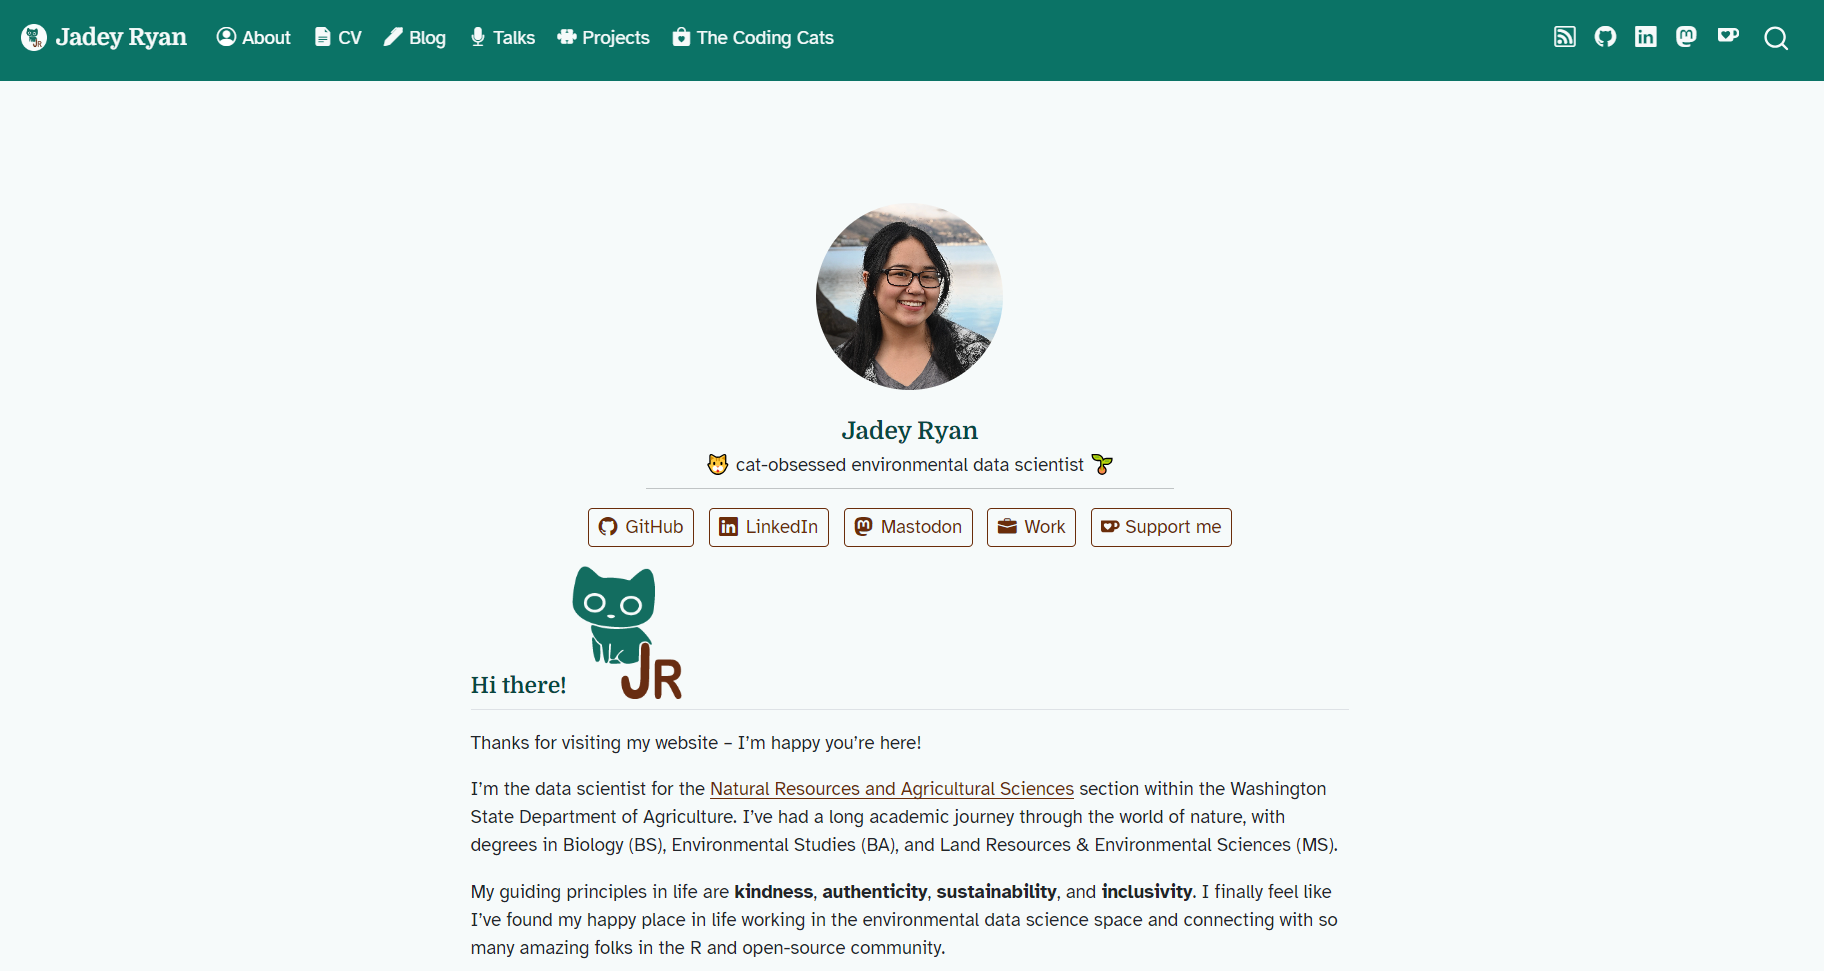 Jadey Ryan About CV Blog Talks Projects The Coding Cats
Jadey Ryan
cat-obsessed environmental data scientist
GitHub LinkedIn Mastodon Work Support me
JR
Hi there!
Thanks for visiting my website – I’m happy you’re here!
I’m the data scientist for the Natural Resources and Agricultural Sciences section within the Washington
State Department of Agriculture. I’ve had a long academic journey through the world of nature, with
degrees in Biology (BS), Environmental Studies (BA), and Land Resources & Environmental Sciences (MS).
My guiding principles in life are kindness, authenticity, sustainability, and inclusivity. I finally feel like
I’ve found my happy place in life working in the environmental data science space and connecting with so
many amazing folks in the R and open-source community.